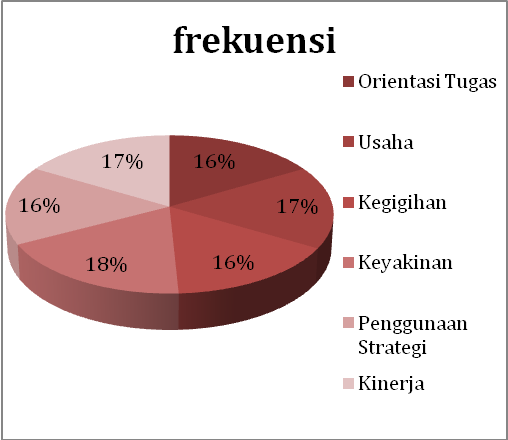 frekuensi
Orientasi Tugas
Usaha
Kegigihan
Keyakinan
Penggunaan
Strategi
Kinerja
16%
17%
16%
18%
16%
17%